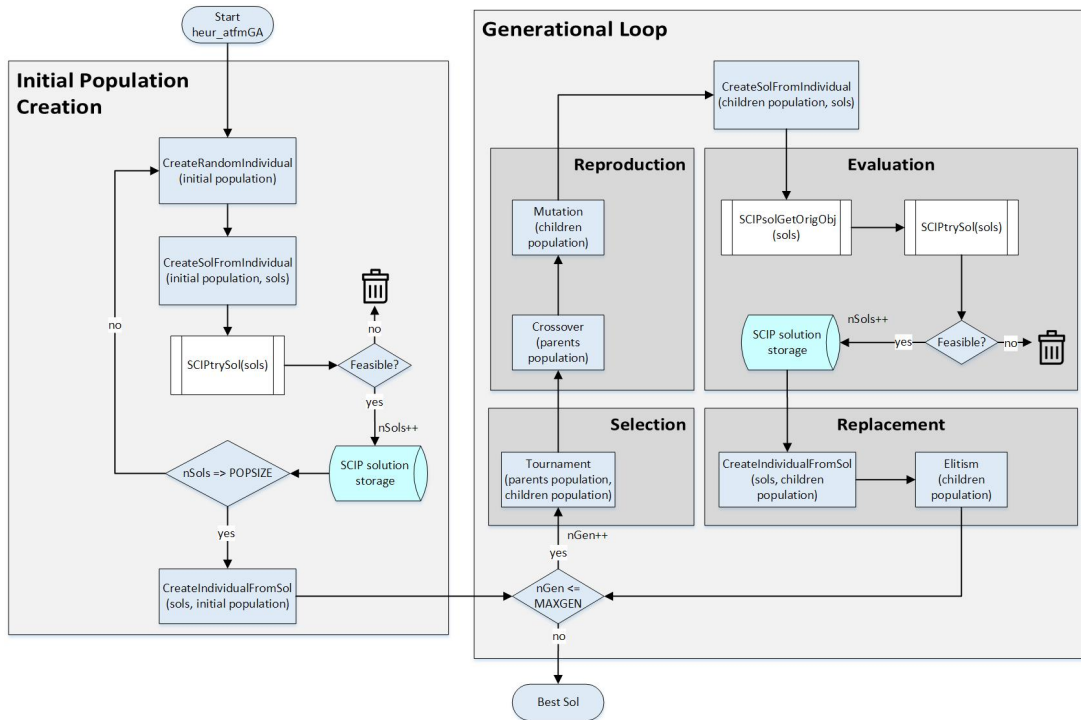 Start
heur_atfmGA
Initial Population
Creation
CreateRandomIndividual
(initial population)
CreateSolFromIndividual
(initial population, sols)
no
no
SCIPtrySol(sols)
Feasible?
yes
nSols++
nSols => POPSIZE
SCIP solution
storage
yes
CreateIndividualFromSol
(sols, initial population)
Generational Loop
CreateSolFromIndividual
(children population, sols)
Reproduction
Mutation
(children
population)
Crossover
(parents
population)
Evaluation
SCIPsolGetOrigObj
(sols)
SCIPtrySol(sols)
nSols++
SCIP solution
storage
yes
Feasible?
no
Selection
Tournament
(parents population,
children population)
Replacement
CreateIndividualFromSol
(sols, children
population)
Elitism
(children
population)
nGen++
yes
nGen <=
MAXGEN
no
Best Sol